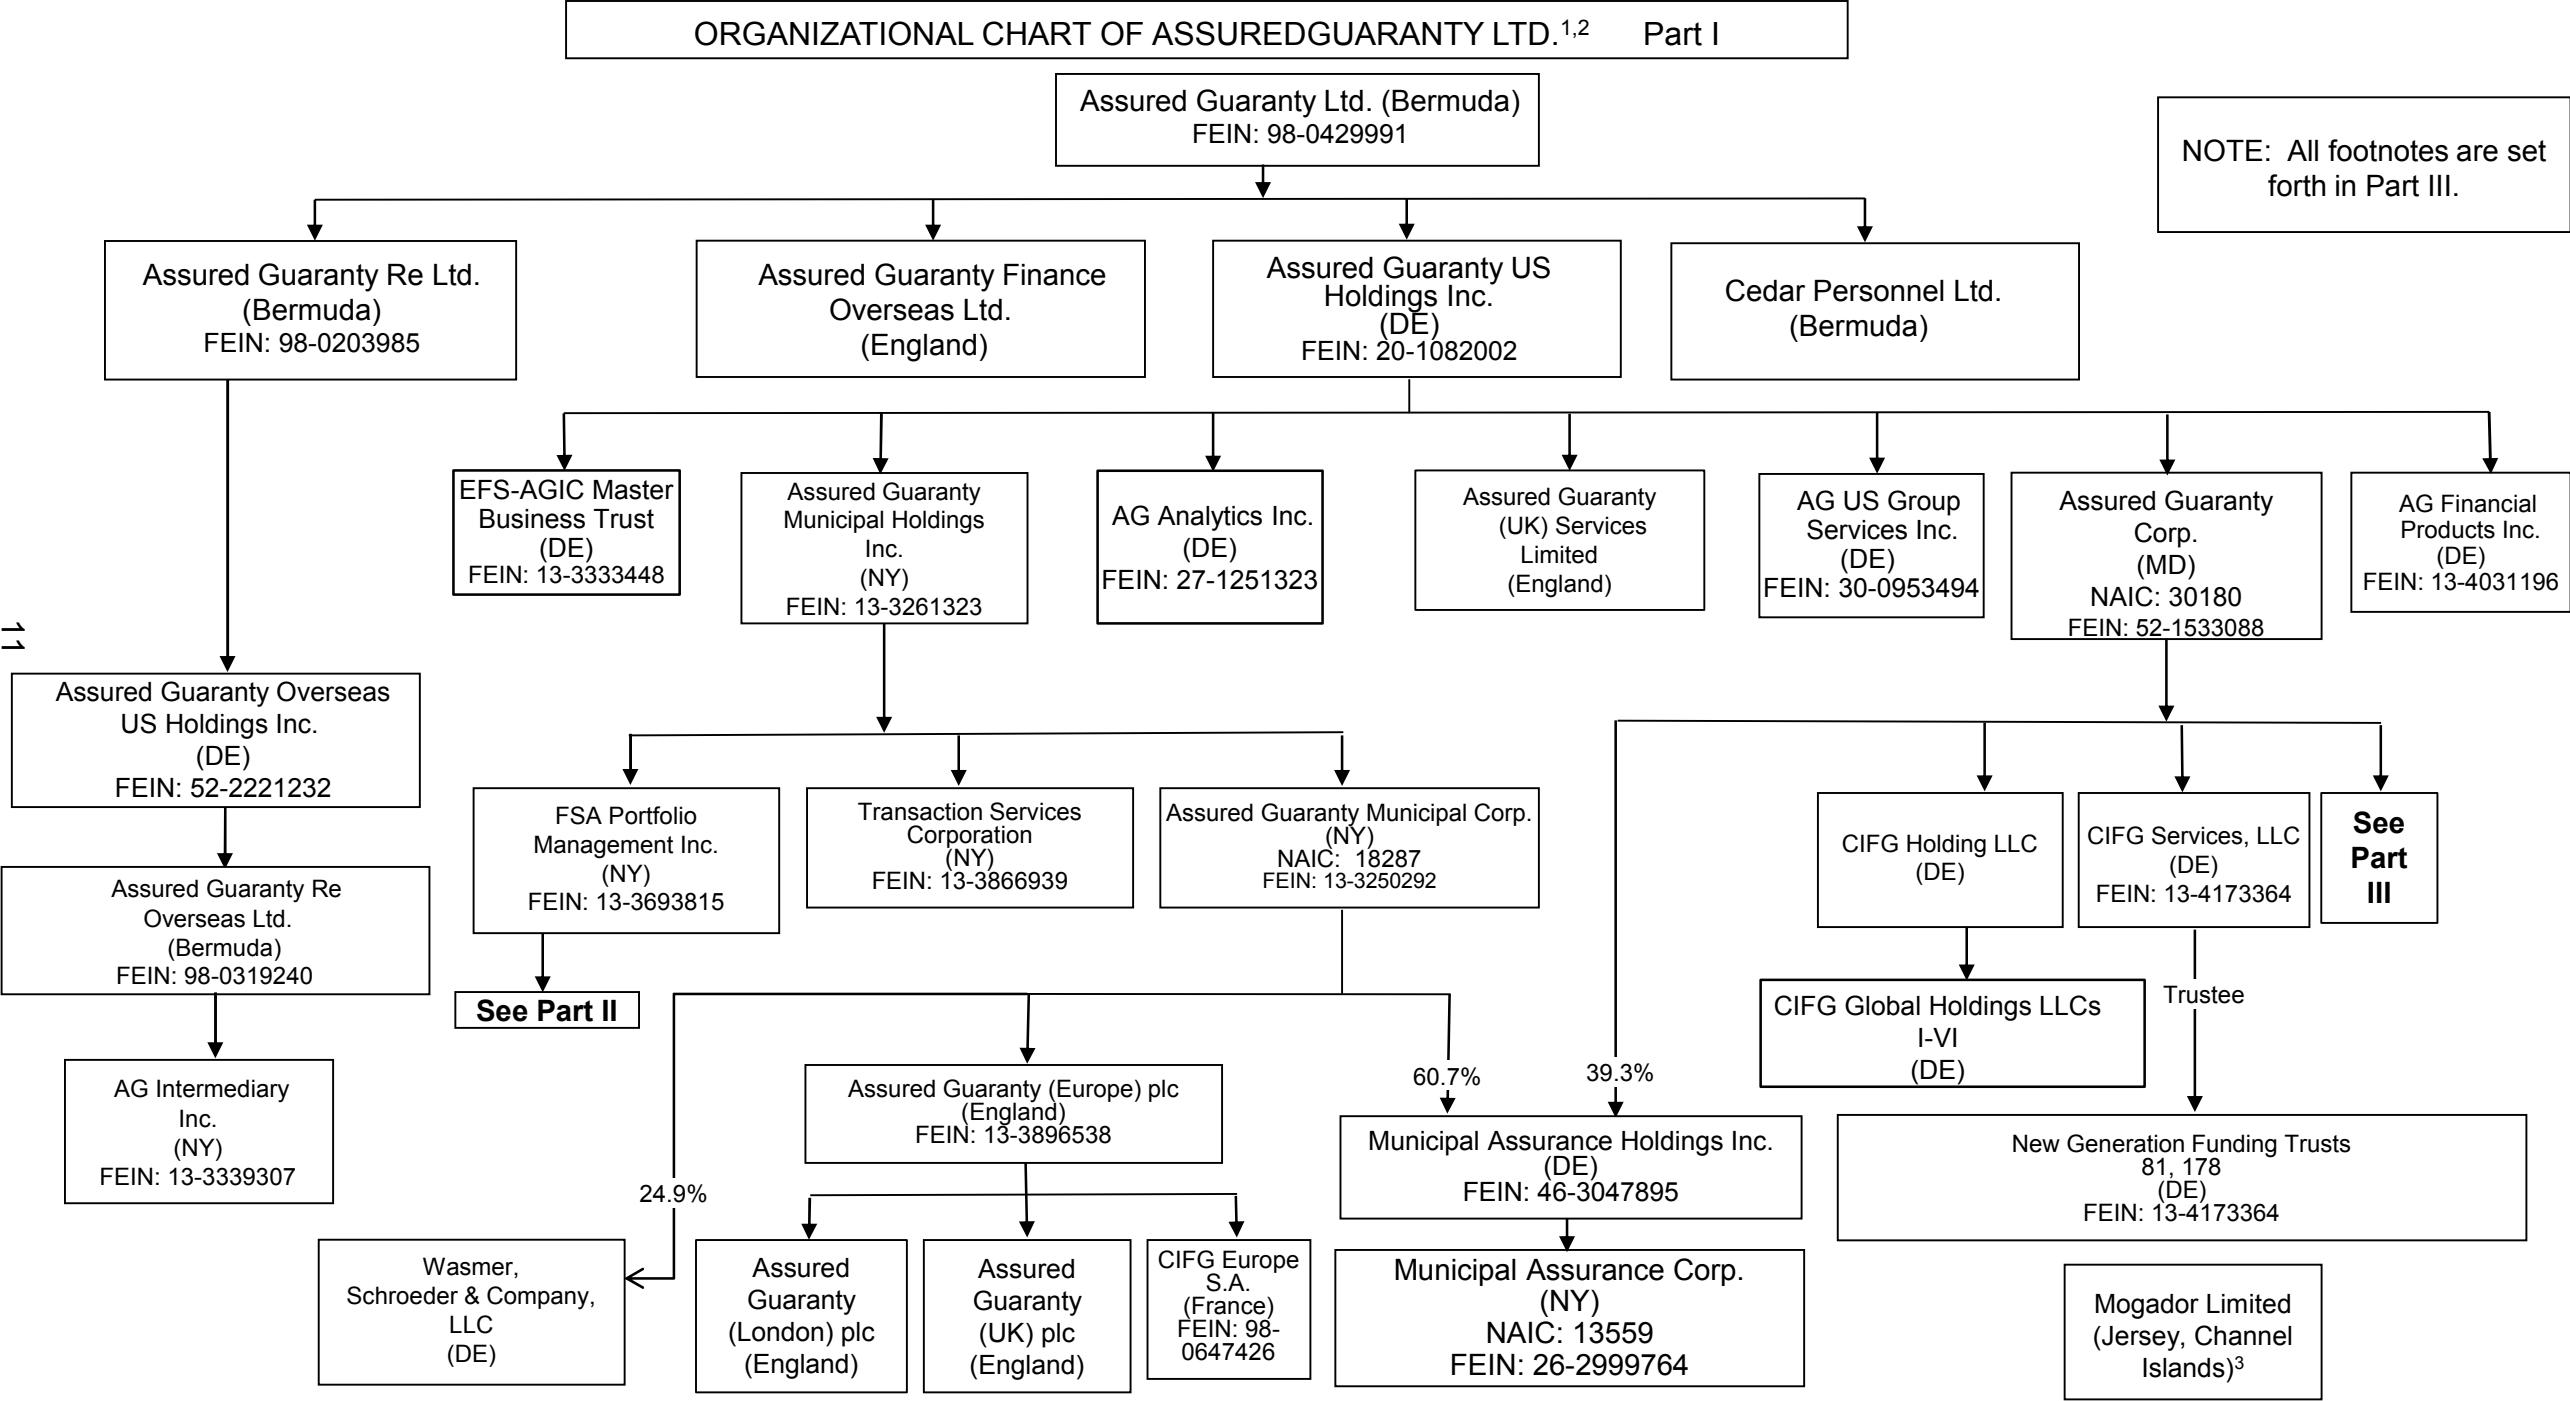 ORGANIZATIONAL CHART OF ASSUREDGUARANTY LTD.1,2 Part I
Assured Guaranty Ltd. (Bermuda)
FEIN: 98-0429991
NOTE: All footnotes are set
forth in Part III.
Assured Guaranty Re Ltd.
(Bermuda)
FEIN: 98-0203985
Assured Guaranty Finance
Overseas Ltd.
(England)
Assured Guaranty US
Holdings Inc.
(DE)
FEIN: 20-1082002
Cedar Personnel Ltd.
(Bermuda)
EFS-AGIC Master
Business Trust
(DE)
FEIN: 13-3333448
Assured Guaranty
Municipal Holdings
Inc.
(NY)
FEIN: 13-3261323
AG Analytics Inc.
(DE)
FEIN: 27-1251323
Assured Guaranty
(UK) Services
Limited
(England)
AG US Group
Services Inc.
(DE)
FEIN: 30-0953494
Assured Guaranty
Corp.
(MD)
NAIC: 30180
FEIN: 52-1533088
AG Financial
Products Inc.
(DE)
FEIN: 13-4031196
11
Assured Guaranty Overseas
US Holdings Inc.
(DE)
FEIN: 52-2221232
FSA Portfolio
Management Inc.
(NY)
FEIN: 13-3693815
Transaction Services
Corporation
(NY)
FEIN: 13-3866939
Assured Guaranty Municipal Corp.
(NY)
NAIC: 18287
FEIN: 13-3250292
CIFG Holding LLC
(DE)
CIFG Services, LLC
(DE)
FEIN: 13-4173364
See
Part
III
Assured Guaranty Re
Overseas Ltd.
(Bermuda)
FEIN: 98-0319240
See Part II
CIFG Global Holdings LLCs
I-VI
(DE)
Trustee
AG Intermediary
Inc.
(NY)
FEIN: 13-3339307
Assured Guaranty (Europe) plc
(England)
FEIN: 13-3896538
60.7%
39.3%
Municipal Assurance Holdings Inc.
(DE)
FEIN: 46-3047895
New Generation Funding Trusts
81, 178
(DE)
FEIN: 13-4173364
24.9%
Wasmer,
Schroeder & Company,
LLC
(DE)
Assured
Guaranty
(London) plc
(England)
Assured
Guaranty
(UK) plc
(England)
CIFG Europe
S.A.
(France)
FEIN: 98-
0647426
Municipal Assurance Corp.
(NY)
NAIC: 13559
FEIN: 26-2999764
Mogador Limited
(Jersey, Channel
Islands)3